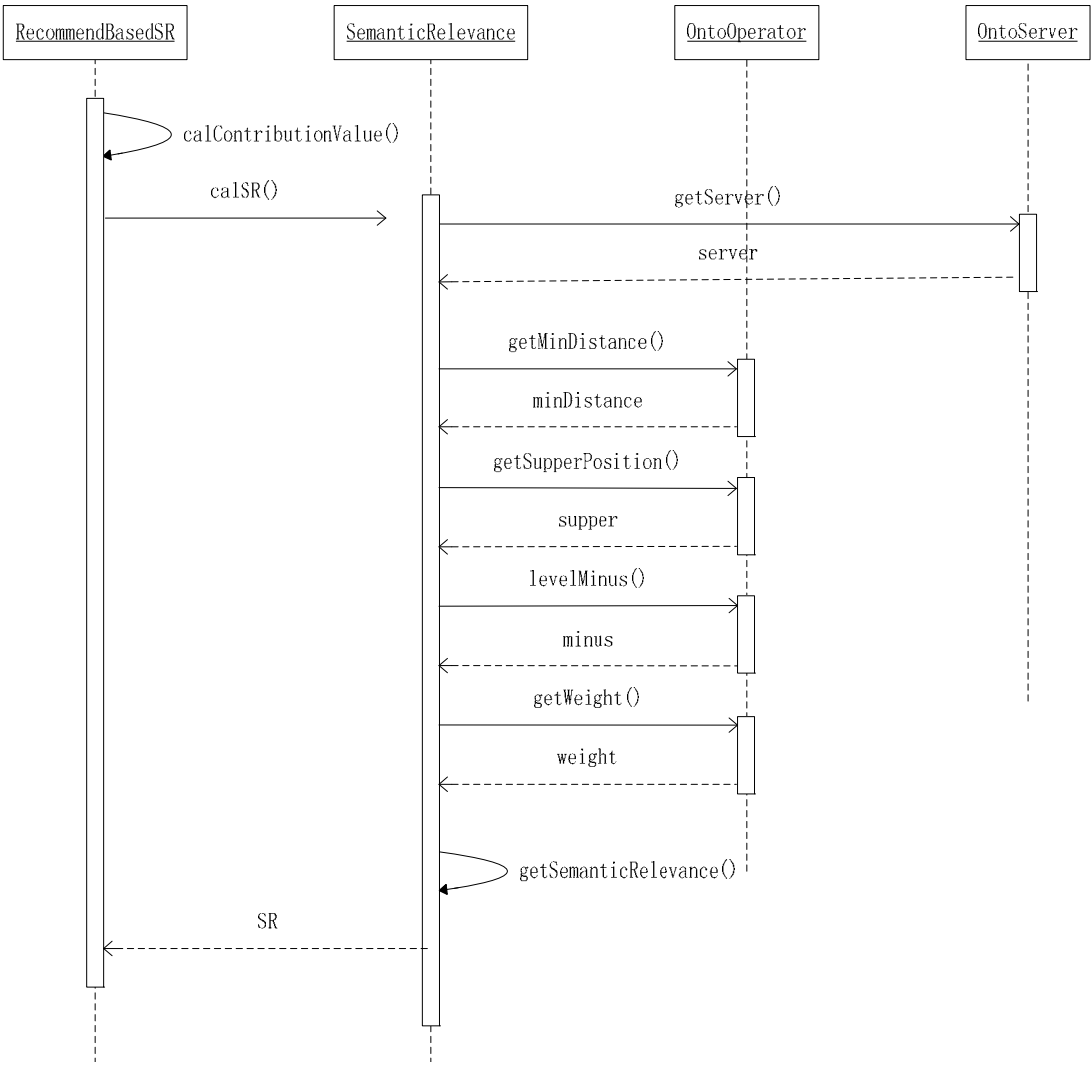 RecommendBasedSR
SemanticRelevance
OntoOperator
OntoServer
calContributionValue()
calSR()
getServer()
server
getMinDistance()
minDistance
getSupperPosition()
supper
levelMinus()
minus
getWeight()
weight
getSemanticRelevance()
SR